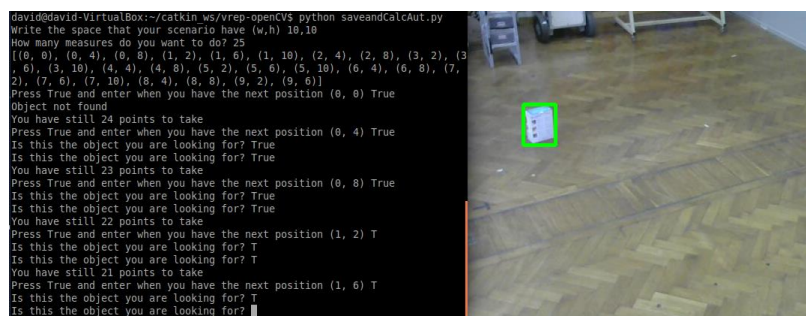 david@david-VirtualBox:~/catkin_ws/vrep-openCV$ python saveandCalcAut.py
Write the space that your scenario have (w,h) 10,10
How many measures do you want to do? 25
[(0, 0), (0, 4), (0, 8), (1, 2), (1, 6), (1, 10), (2, 4), (2, 8), (3, 2), (3
, 6), (3, 10), (4, 4), (4, 8), (5, 2), (5, 6), (5, 10), (6, 4), (6, 8), (7,
2), (7, 6), (7, 10), (8, 4), (8, 8), (9, 2), (9, 6)]
Press True and enter when you have the next position (0, 0) True
Object not found
You have still 24 points to take
Press True and enter when you have the next position (0, 4) True
Is this the object you are looking for? True
Is this the object you are looking for? True
You have still 23 points to take
Press True and enter when you have the next position (0, 8) True
Is this the object you are looking for? True
Is this the object you are looking for? True
You have still 22 points to take
Press True and enter when you have the next position (1, 2) T
Is this the object you are looking for? T
Is this the object you are looking for? T
You have still 21 points to take
Press True and enter when you have the next position (1, 6) T
Is this the object you are looking for? T
Is this the object you are looking for?